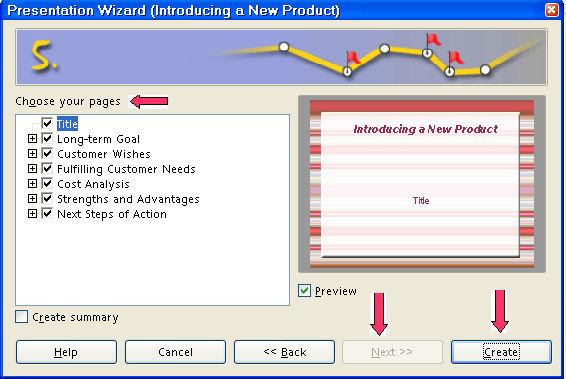 Presentation Wizard (Introducing a New Product)
5.
Choose your pages
Title
Long-term Goal
Customer Wishes
Fulfilling Customer Needs
Cost Analysis
Strengths and Advantages
Next Steps of Action
Introducing a New Product
Title
Preview
Create summary
Help
Cancel
<< Back
Next >>
Create